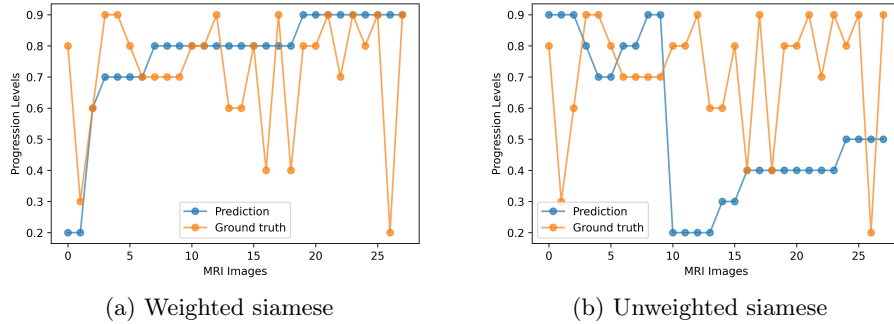 0.9
0.8
0.7
0.6
0.5
0.4
0.3
0.2
Progression Levels
Prediction
Ground truth
0 5 10 15 20 25
MRI Images
(a) Weighted siamese
0.9
0.8
0.7
0.6
0.5
0.4
0.3
0.2
Progression Levels
Prediction
Ground truth
0 5 10 15 20 25
MRI Images
(b) Unweighted siamese